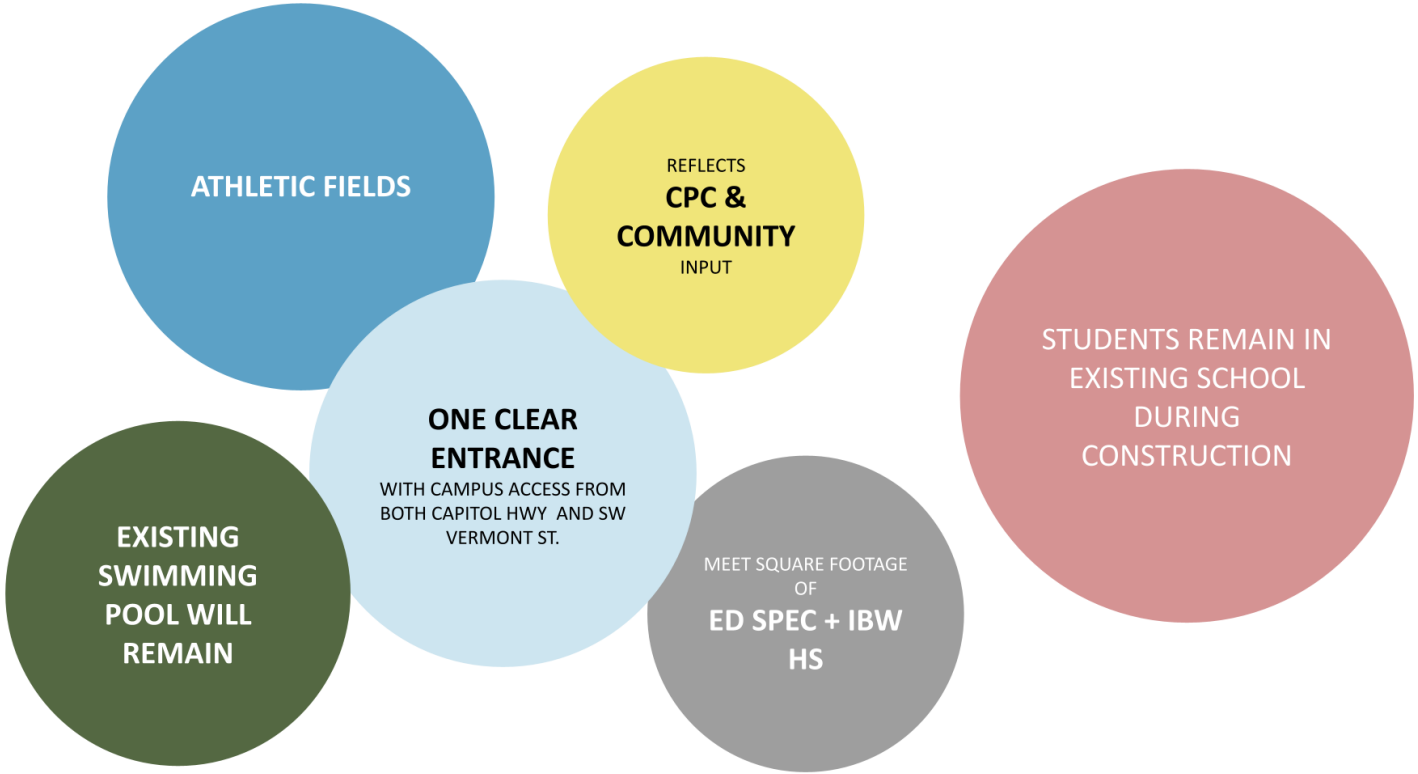 ATHLETIC FIELDS
REFLECTS
CPC &
COMMUNITY
INPUT
STUDENTS REMAIN IN
EXISTING SCHOOL
DURING
CONSTRUCTION
ONE CLEAR
ENTRANCE
WITH CAMPUS ACCESS FROM
BOTH CAPITOL HWY AND SW
VERMONT ST.
EXISTING
SWIMMING
POOL WILL
REMAIN
MEET SQUARE FOOTAGE
OF
ED SPEC + IBW
HS